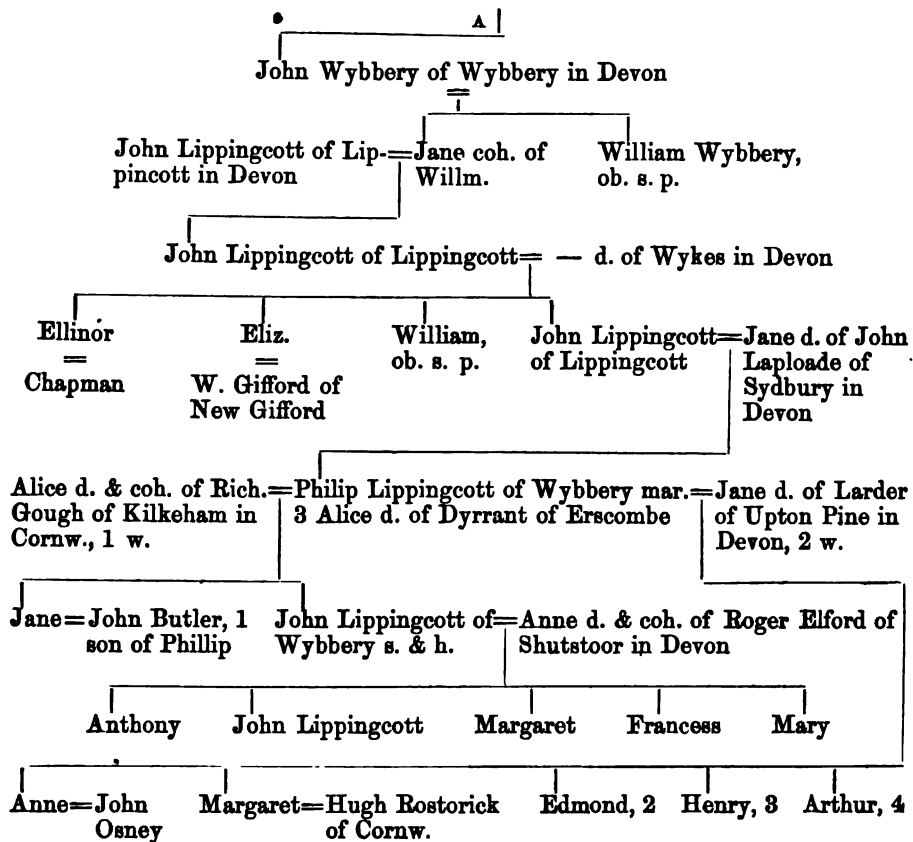 A
John Wybbery of Wybbery in Devon
=
John Lippingcott of Lip-=Jane coh. of William Wybbery,
pincott in Devon Willm. ob. s. p.
John Lippingcott of Lippingcott= — d. of Wykes in Devon
Ellinor Eliz. William, John Lippingcott=Jane d. of John
= = ob. s. p. of Lippingcott Laploade of
Chapman W. Gifford of Sydbury in
New Gifford Devon
Alice d. & coh. of Rich.=Philip Lippingcott of Wybbery mar.=Jane d. of Larder
Gough of Kilkeham in 3 Alice d. of Dyrrant of Erscombe of Upton Pine in
Cornw., 1 w. Devon, 2 w.
Jane=John Butler, 1 John Lippingcott of=Anne d. & coh. of Roger Elford of
son of Phillip Wybbery s. & h. Shutstoor in Devon
Anthony John Lippingcott Margaret Francess Mary
Anne=John Margaret=Hugh Rostorick Edmond, 2 Henry, 3 Arthur, 4
Osney of Cornw.